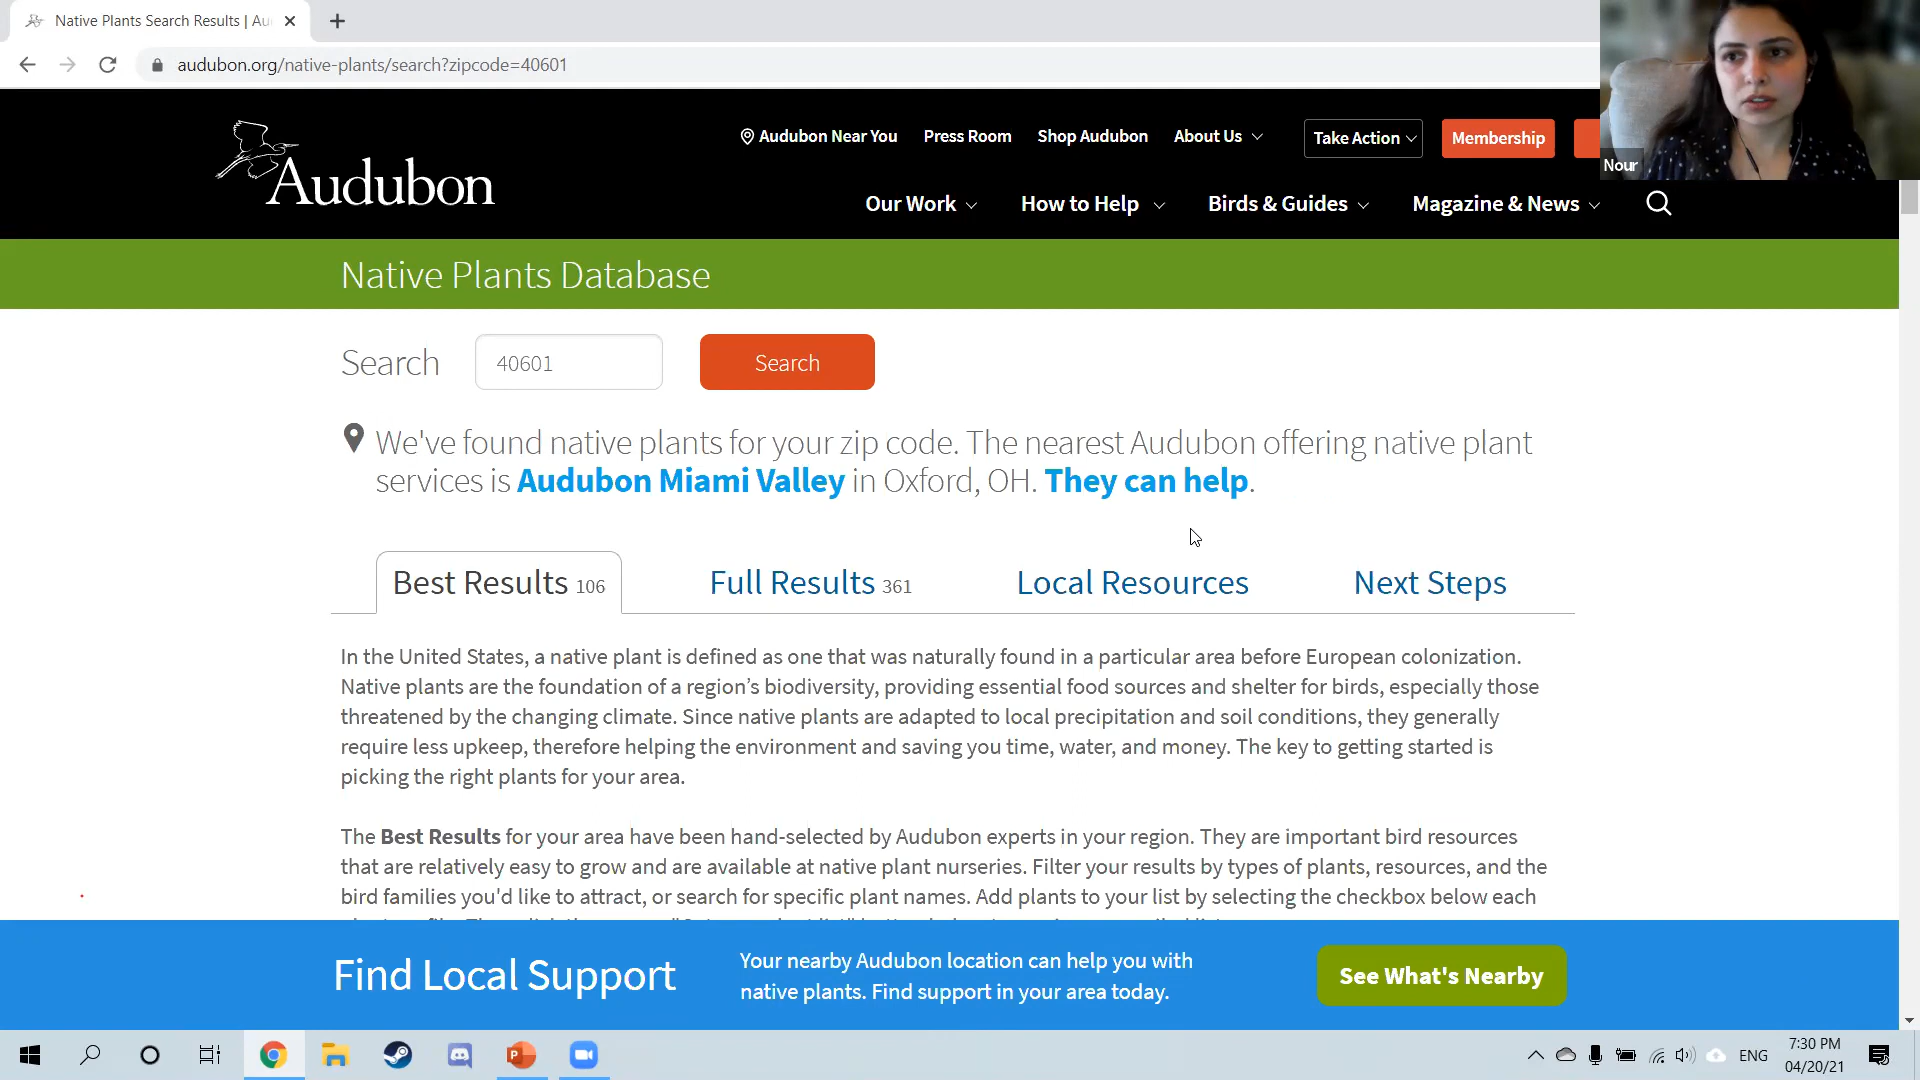 Native Plants Search Results | Au
audubon.org/native-plants/search?zipcode=40601
Nour
Audubon Near You Press Room Shop Audubon About Us Take Action Membership
Audubon
Our Work How to Help Birds & Guides Magazine & News
Native Plants Database
Search 40601 Search
We've found native plants for your zip code. The nearest Audubon offering native plant
services is Audubon Miami Valley in Oxford, OH. They can help.
Best Results 106 Full Results 361 Local Resources Next Steps
In the United States, a native plant is defined as one that was naturally found in a particular area before European colonization.
Native plants are the foundation of a region's biodiversity, providing essential food sources and shelter for birds, especially those
threatened by the changing climate. Since native plants are adapted to local precipitation and soil conditions, they generally
require less upkeep, therefore helping the environment and saving you time, water, and money. The key to getting started is
picking the right plants for your area.
The Best Results for your area have been hand-selected by Audubon experts in your region. They are important bird resources
that are relatively easy to grow and are available at native plant nurseries. Filter your results by types of plants, resources, and the
bird families you'd like to attract, or search for specific plant names. Add plants to your list by selecting the checkbox below each
Find Local Support
Your nearby Audubon location can help you with
native plants. Find support in your area today.
See What's Nearby
ENG
7:30 PM
04/20/21